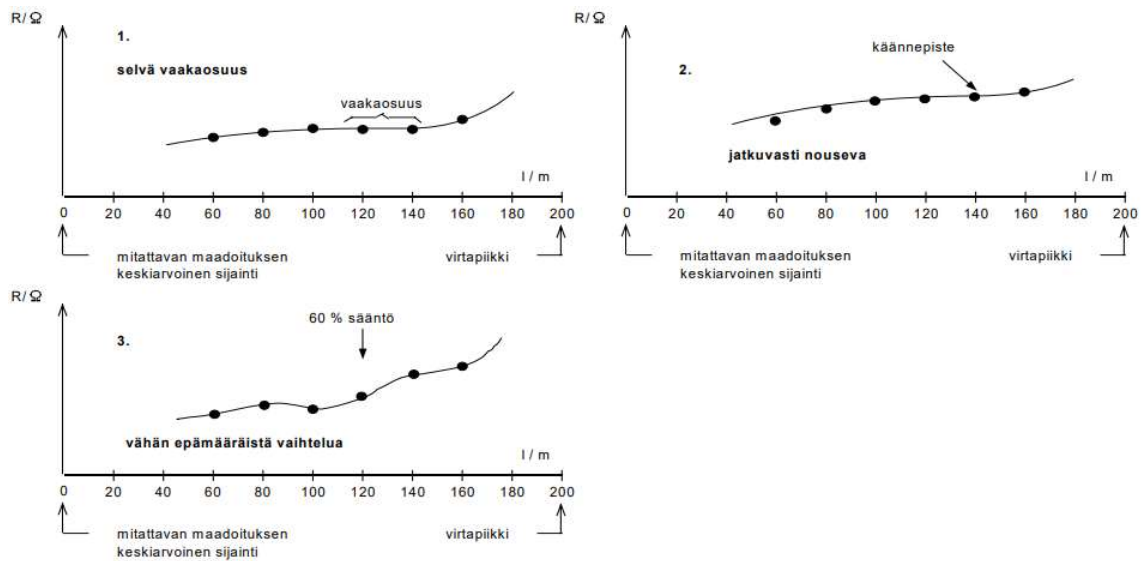 R/Ω
1.
selvä vaakaosuus
vaakaosuus
l / m
0 20 40 60 80 100 120 140 160 180 200
mitattavan maadoituksen
keskiarvoinen sijainti
virtapiikki
R/Ω
2.
käännepiste
jatkuvasti nouseva
l / m
0 20 40 60 80 100 120 140 160 180 200
mitattavan maadoituksen
keskiarvoinen sijainti
virtapiikki
R/Ω
3.
60 % sääntö
vähän epämääräistä vaihtelua
l / m
0 20 40 60 80 100 120 140 160 180 200
mitattavan maadoituksen
keskiarvoinen sijainti
virtapiikki